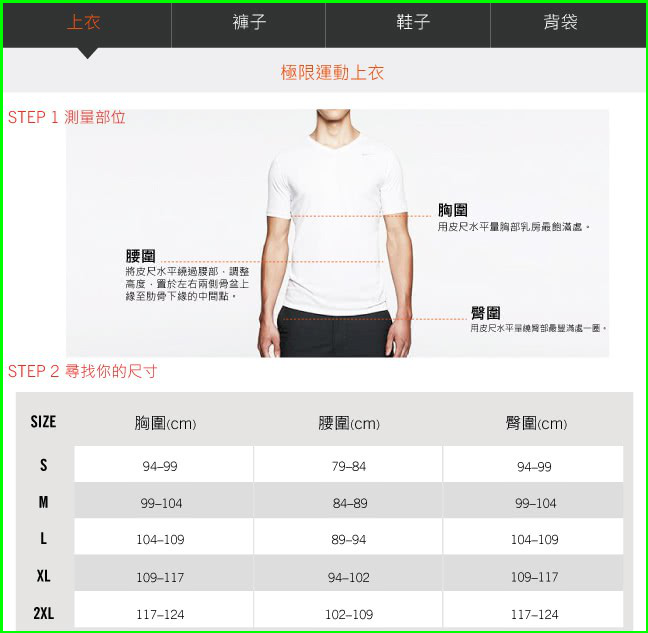 上衣 褲子 鞋子 背袋
極限運動上衣
STEP 1 測量部位
胸圍
用皮尺水平量胸部乳房最飽滿處。
腰圍
將皮尺水平繞過腰部，調整
高度，置於左右兩側骨盆上
緣至肋骨下緣的中間點。
臀圍
用皮尺水平量繞臀部最豐滿處一圈。
STEP 2 尋找你的尺寸
SIZE 胸圍(cm) 腰圍(cm) 臀圍(cm)
S 94–99 79–84 94–99
M 99–104 84–89 99–104
L 104–109 89–94 104–109
XL 109–117 94–102 109–117
2XL 117–124 102–109 117–124